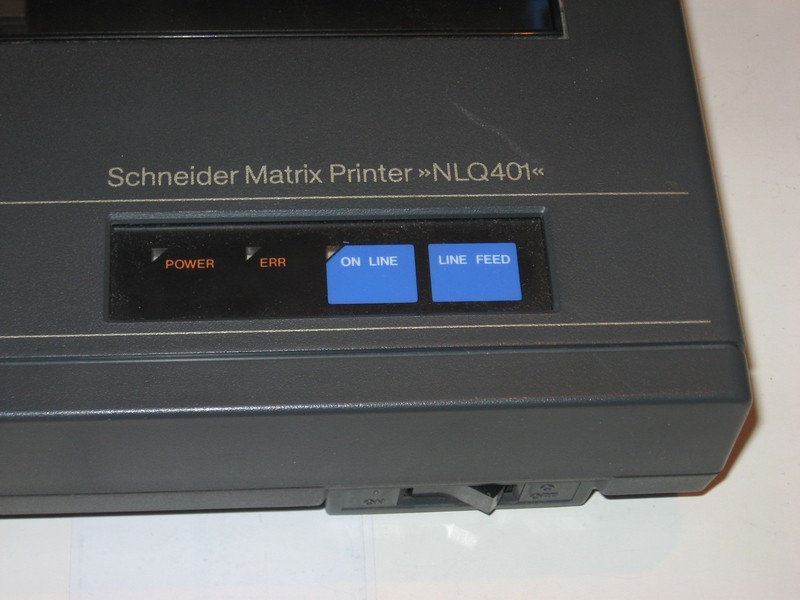 Schneider Matrix Printer »NLQ401«
POWER ERR ON LINE LINE FEED